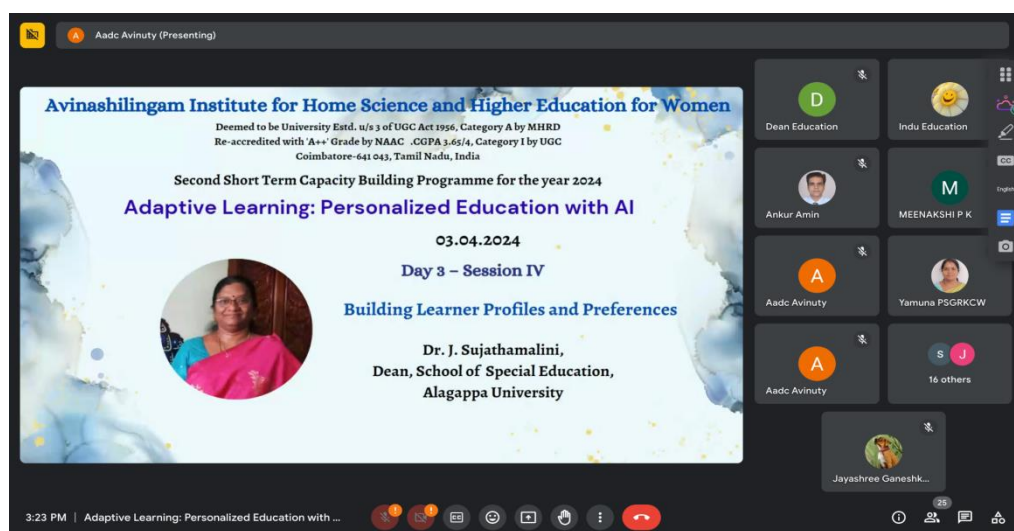 A Aadc Avinuty (Presenting)
Avinashilingam Institute for Home Science and Higher Education for Women
Deemed to be University Estd. u/s 3 of UGC Act 1956, Category A by MHRD
Re-accredited with 'A++' Grade by NAAC .CGPA 3.65/4, Category I by UGC
Coimbatore-641 043, Tamil Nadu, India
Second Short Term Capacity Building Programme for the year 2024
Adaptive Learning: Personalized Education with AI
03.04.2024
Day 3 – Session IV
Building Learner Profiles and Preferences
Dr. J. Sujathamalini,
Dean, School of Special Education,
Alagappa University
D
Dean Education
Indu Education
Ankur Amin
M
MEENAKSHI P K
A
Aadc Avinuty
Yamuna PSGRKCW
A
Aadc Avinuty
S J
16 others
Jayashree Ganeshk...
CC
English
3:23 PM | Adaptive Learning: Personalized Education with ...
25